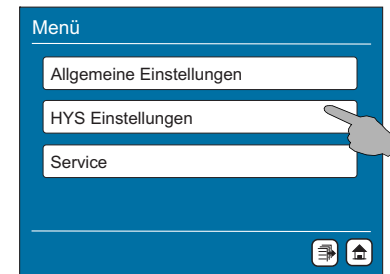 Menü
Allgemeine Einstellungen
HYS Einstellungen
Service